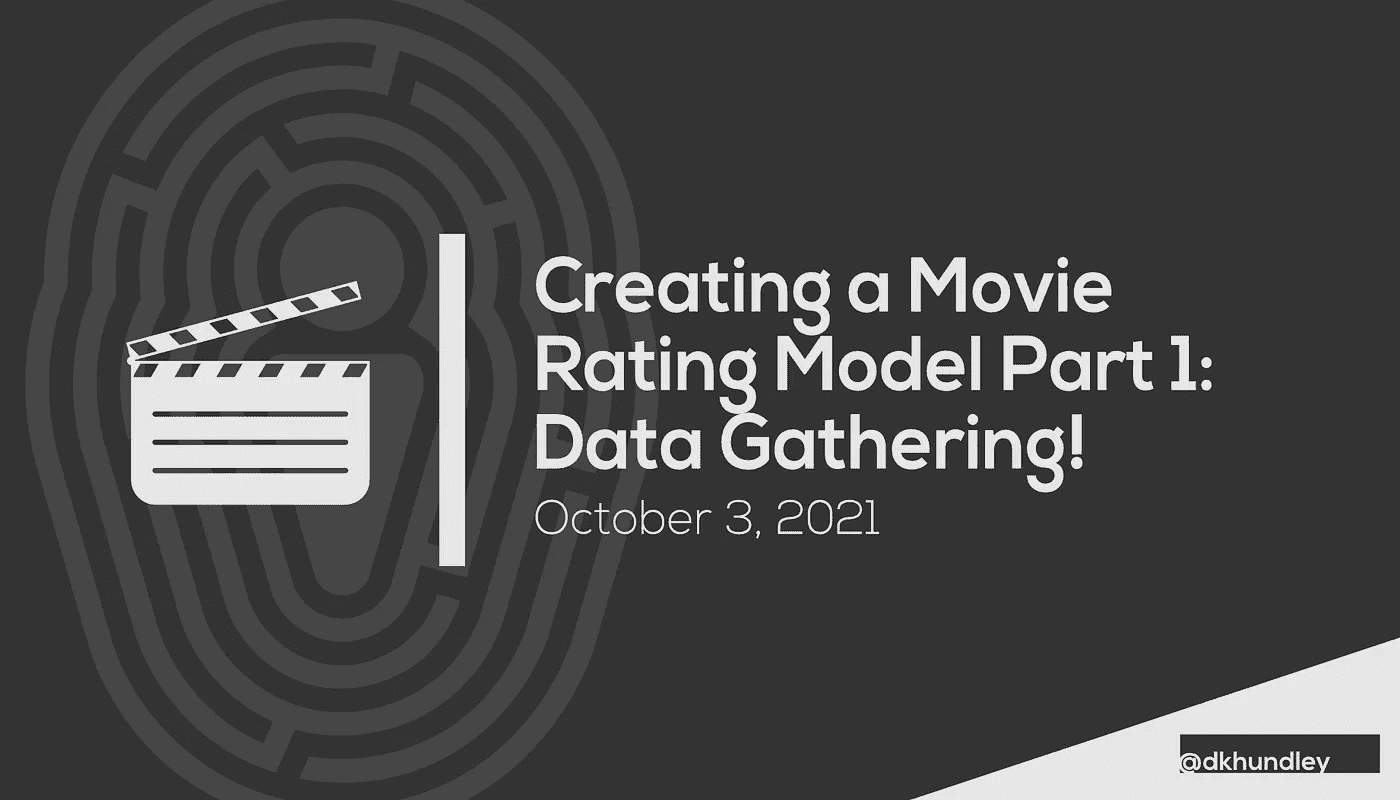 Creating a Movie
Rating Model Part 1:
Data Gathering!
October 3, 2021
@dkhundley